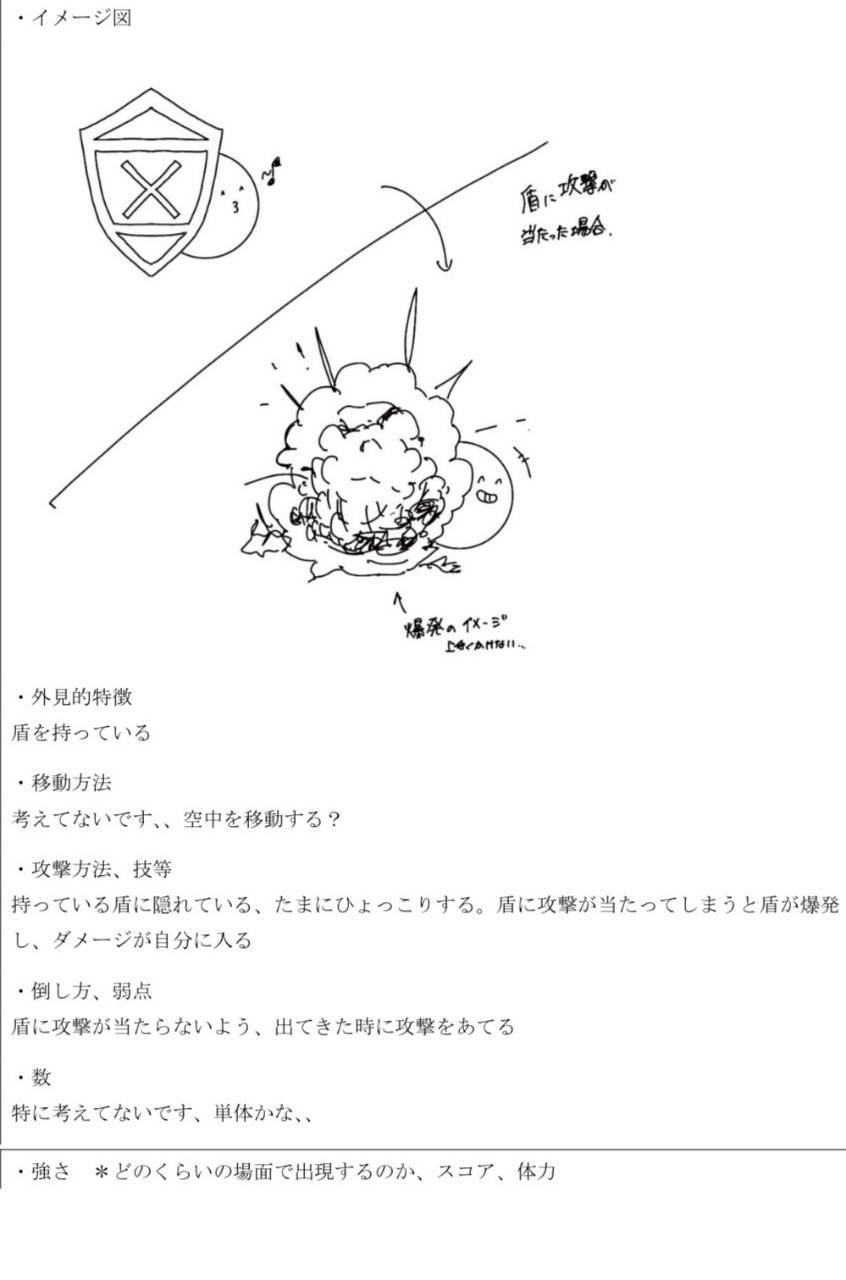 ・イメージ図
盾に攻撃が
当たった場合.
爆発のイメージ
上手くかけない...
・外見的特徴
盾を持っている
・移動方法
考えてないです、、空中を移動する？
・攻撃方法、技等
持っている盾に隠れている、たまにひょっこりする。盾に攻撃が当たってしまうと盾が爆発
し、ダメージが自分に入る
・倒し方、弱点
盾に攻撃が当たらないよう、出てきた時に攻撃をあてる
・数
特に考えてないです、単体かな、、
・強さ　＊どのくらいの場面で出現するのか、スコア、体力